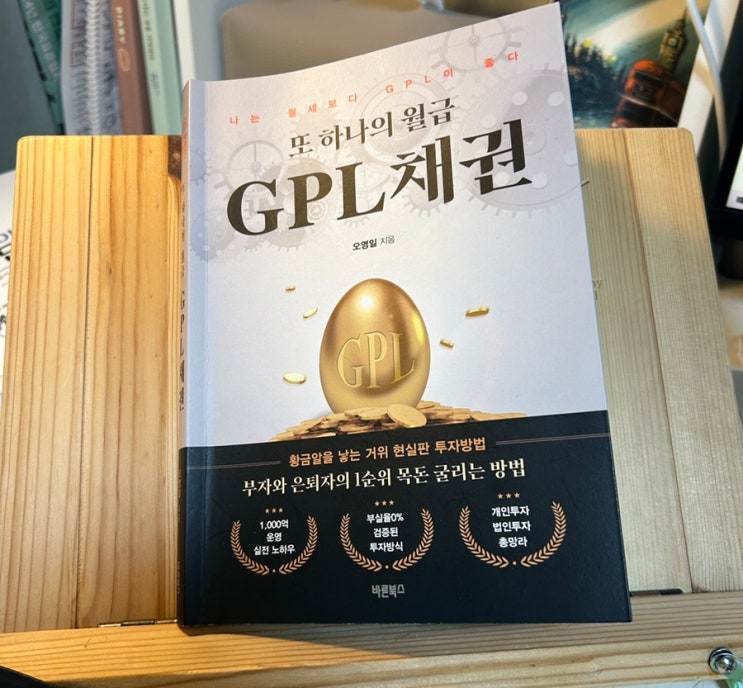 나는 월세보다 GPL이 좋다
또 하나의 월급
GPL채권
오영일 지음
GPL
황금알을 낳는 거위 현실판 투자방법
부자와 은퇴자의 1순위 목돈 굴리는 방법
1,000억
운영
실전 노하우
부실율0%
검증된
투자방식
개인투자
법인투자
총망라
바른북스
GPL채권